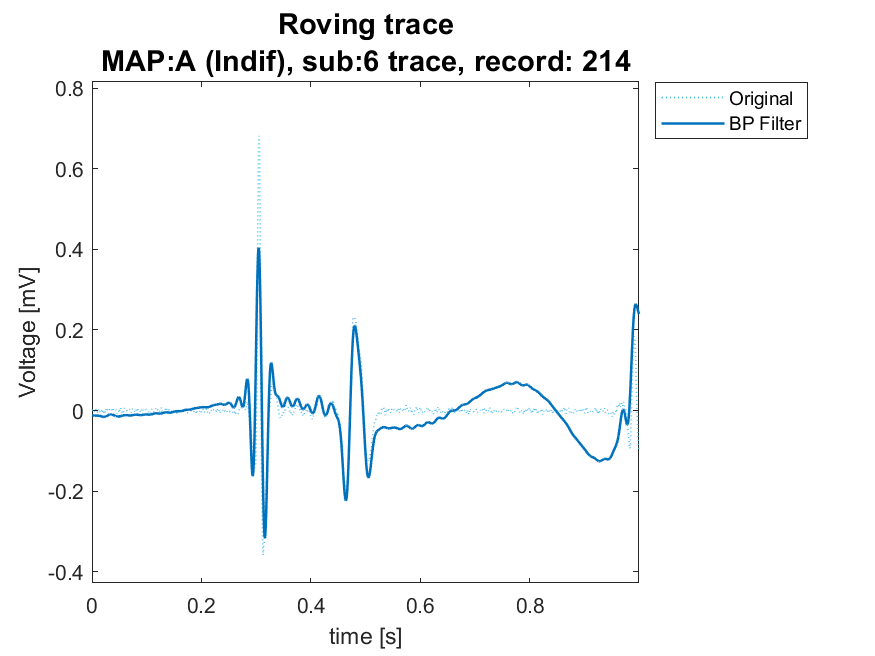 Roving trace
MAP:A (Indif), sub:6 trace, record: 214
Original
BP Filter
0.8
0.6
0.4
0.2
0
-0.2
-0.4
Voltage [mV]
0
0.2
0.4
0.6
0.8
time [s]